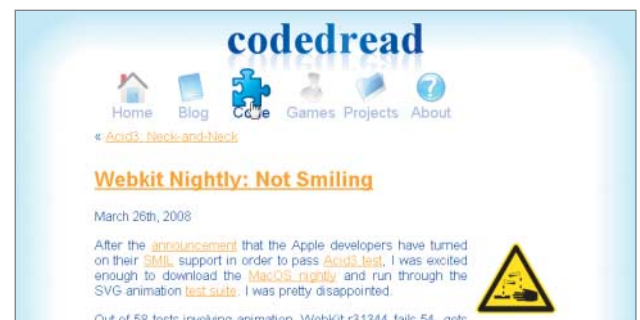 codedread
Home Blog Code Games Projects About
« Acid3: Neck-and-Neck
Webkit Nightly: Not Smiling
March 26th, 2008
After the announcement that the Apple developers have turned
on their SMIL support in order to pass Acid3 test, I was excited
enough to download the MacOS nightly and run through the
SVG animation test suite. I was pretty disappointed.
Out of 58 tests involving animation, WebKit r31344 fails 54, gets